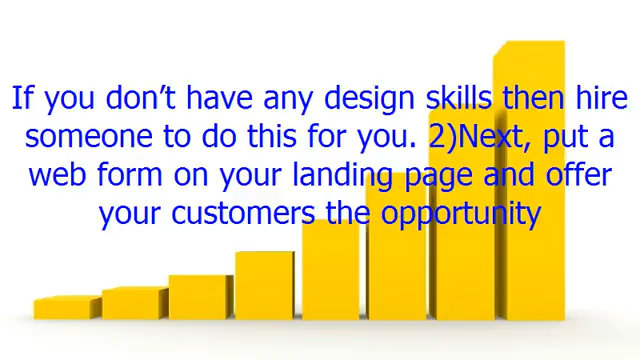 If you don’t have any design skills then hire
someone to do this for you. 2)Next, put a
web form on your landing page and offer
your customers the opportunity